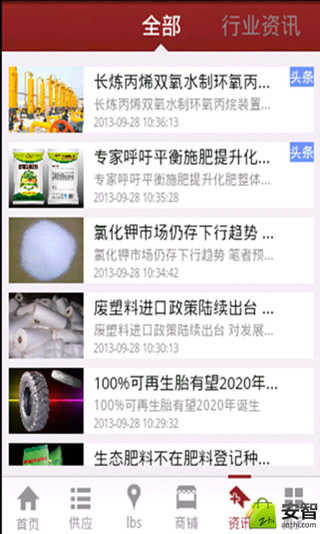 全部 行业资讯
长炼丙烯双氧水制环氧丙... 头条
长炼丙烯双氧水制环氧丙烷装置...
2013-09-28 10:36:13
专家呼吁平衡施肥提升化... 头条
专家呼吁平衡施肥提升化肥整体...
2013-09-28 10:35:28
氯化钾市场仍存下行趋势 ...
氯化钾市场仍存下行趋势 笔者预...
2013-09-28 10:34:42
废塑料进口政策陆续出台 ...
废塑料进口政策陆续出台 对发展...
2013-09-28 10:30:13
100%可再生胎有望2020年...
100%可再生胎有望2020年诞生
2013-09-28 10:29:32
生态肥料不在肥料登记种...
首页 供应 lbs 商铺 资讯
安智
anzhi.com